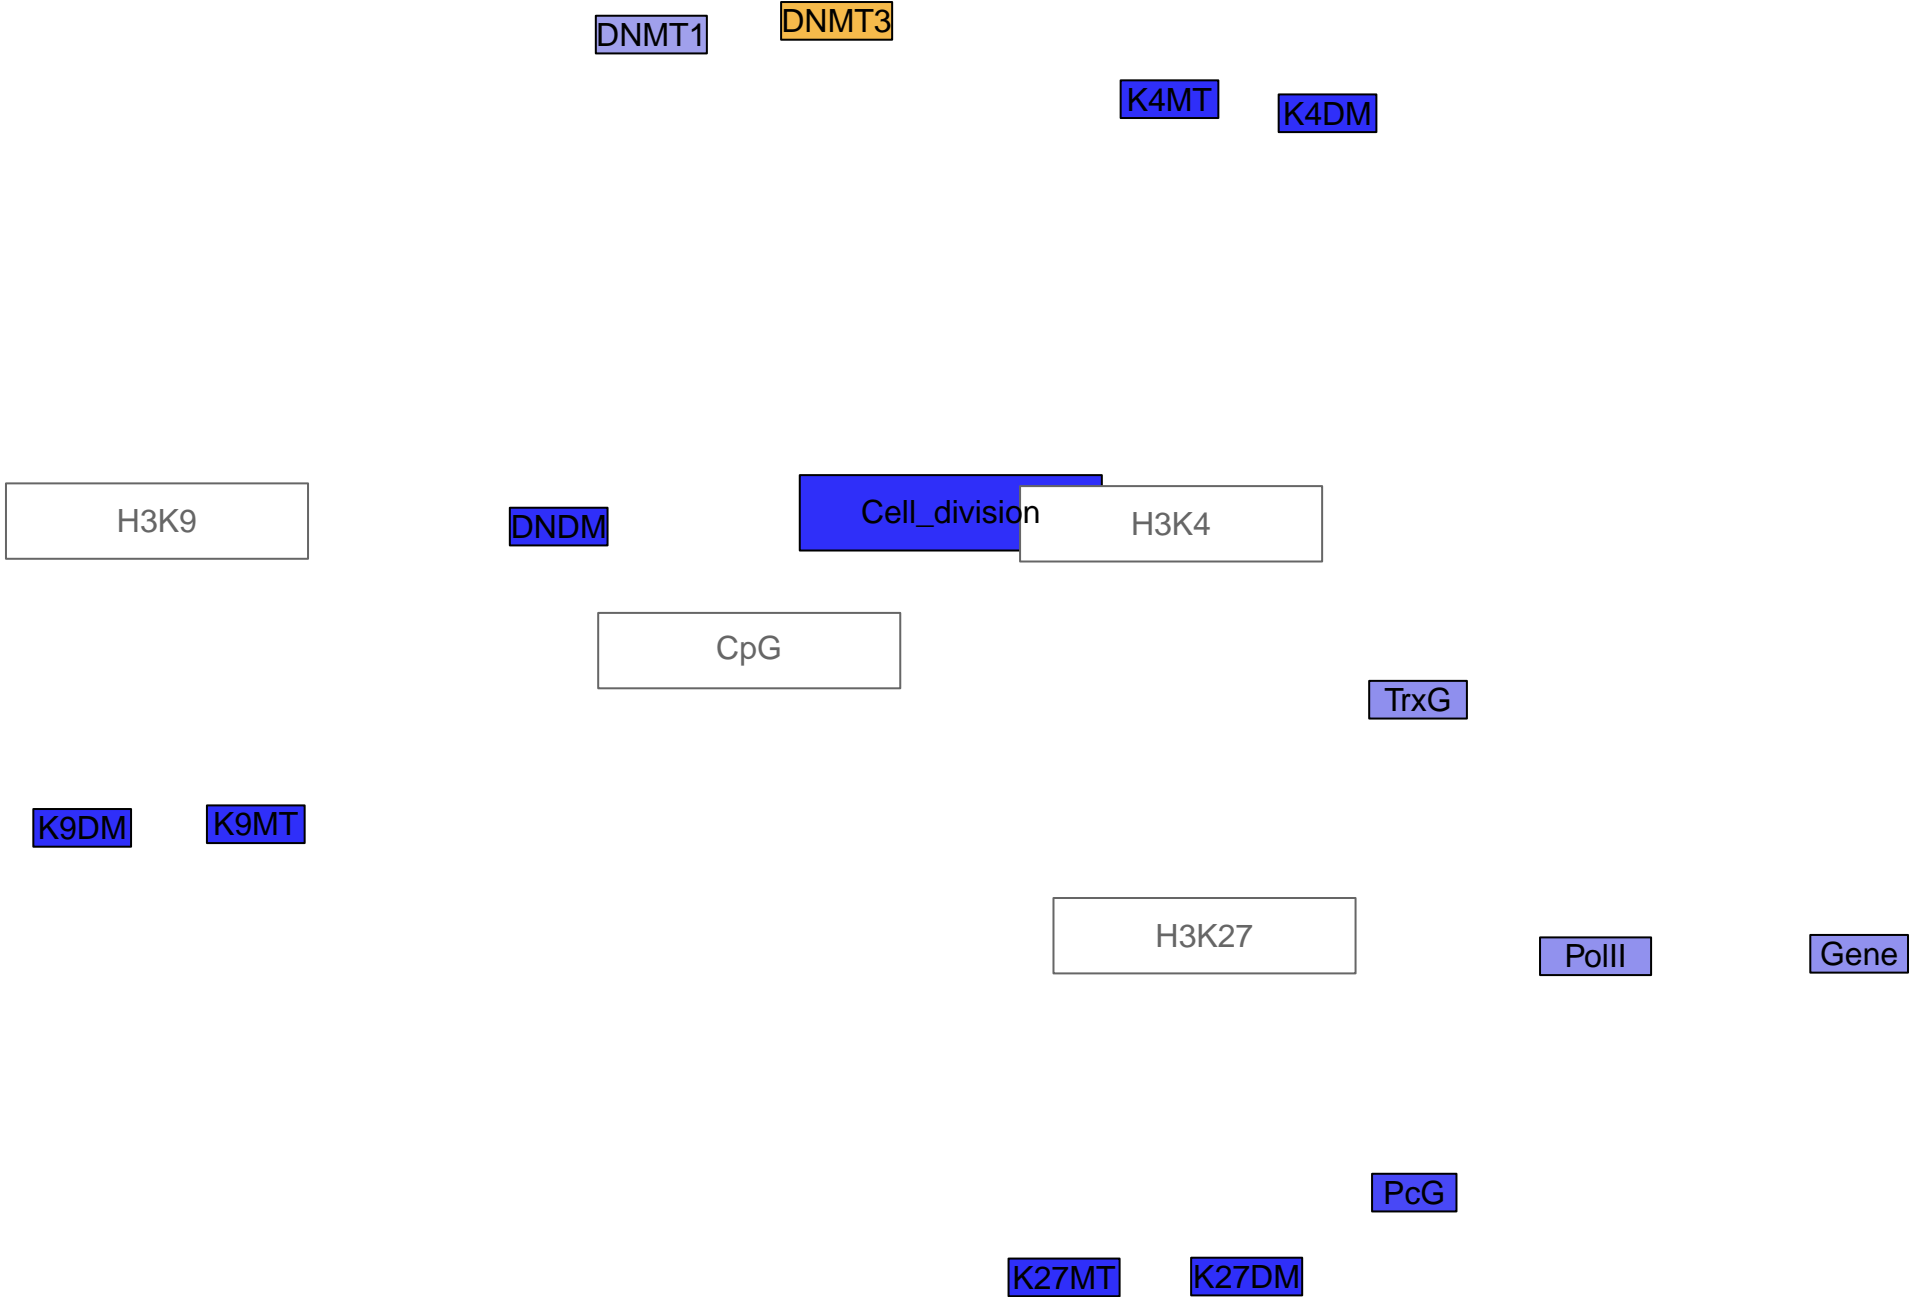 DNMT1
DNMT3
K4MT
K4DM
H3K9
DNDM
Cell_division
H3K4
CpG
TrxG
K9DM
K9MT
H3K27
PolII
Gene
PcG
K27MT
K27DM